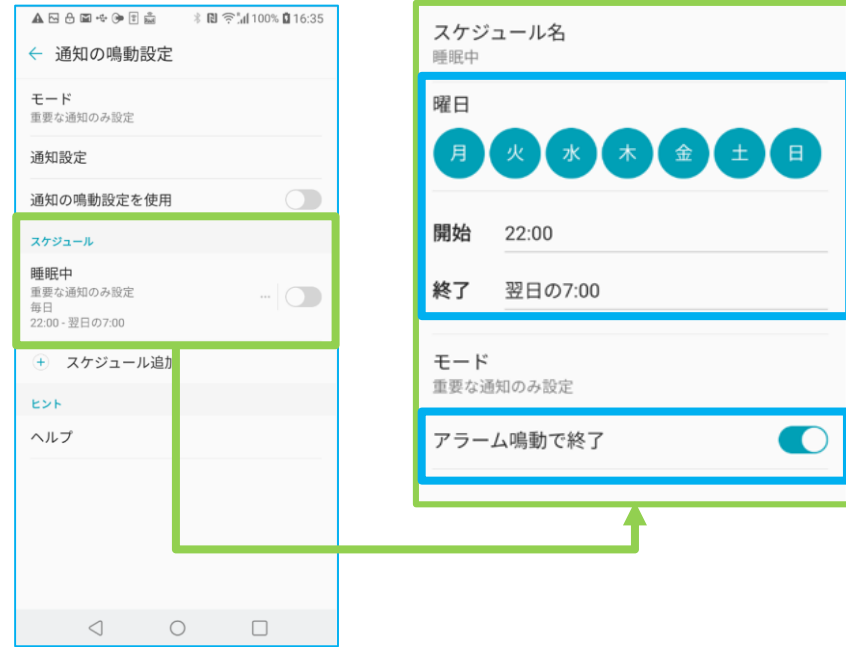 100% 16:35
通知の鳴動設定
モード
重要な通知のみ設定
通知設定
通知の鳴動設定を使用
スケジュール
睡眠中
重要な通知のみ設定
毎日
22:00 - 翌日の7:00
スケジュール追加
ヒント
ヘルプ
スケジュール名
睡眠中
曜日
月 火 水 木 金 土 日
開始 22:00
終了 翌日の7:00
モード
重要な通知のみ設定
アラーム鳴動で終了